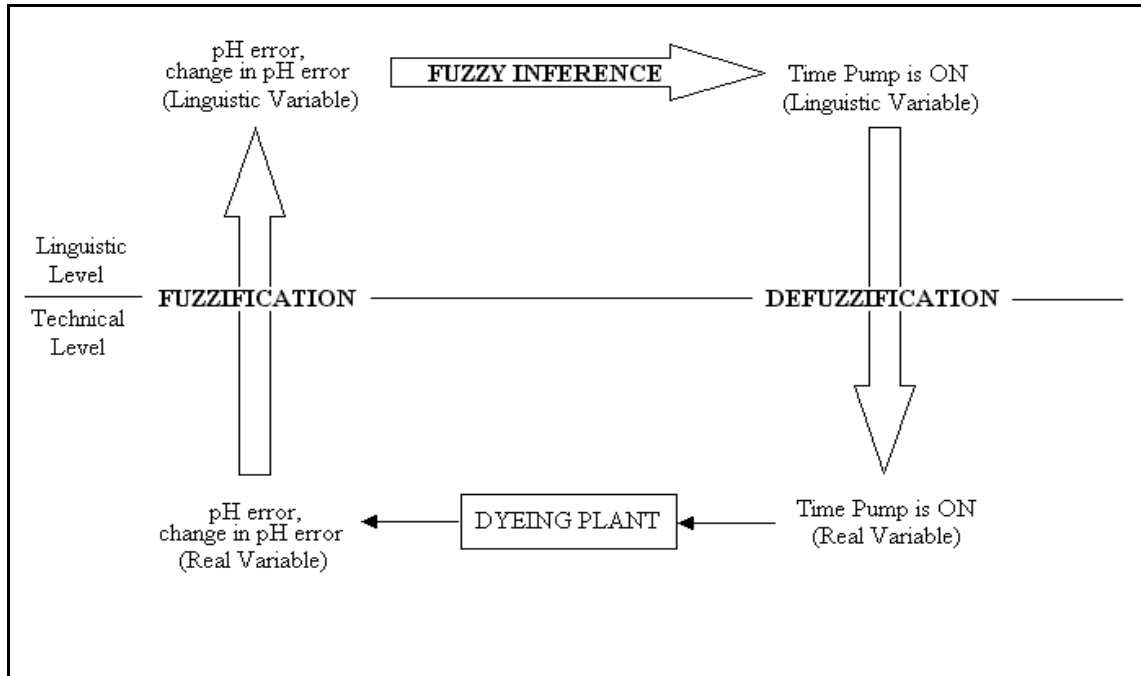 pH error,
change in pH error
(Linguistic Variable)
FUZZY INFERENCE
Time Pump is ON
(Linguistic Variable)
Linguistic
Level
FUZZIFICATION
DEFUZZIFICATION
Technical
Level
pH error,
change in pH error
(Real Variable)
DYEING PLANT
Time Pump is ON
(Real Variable)